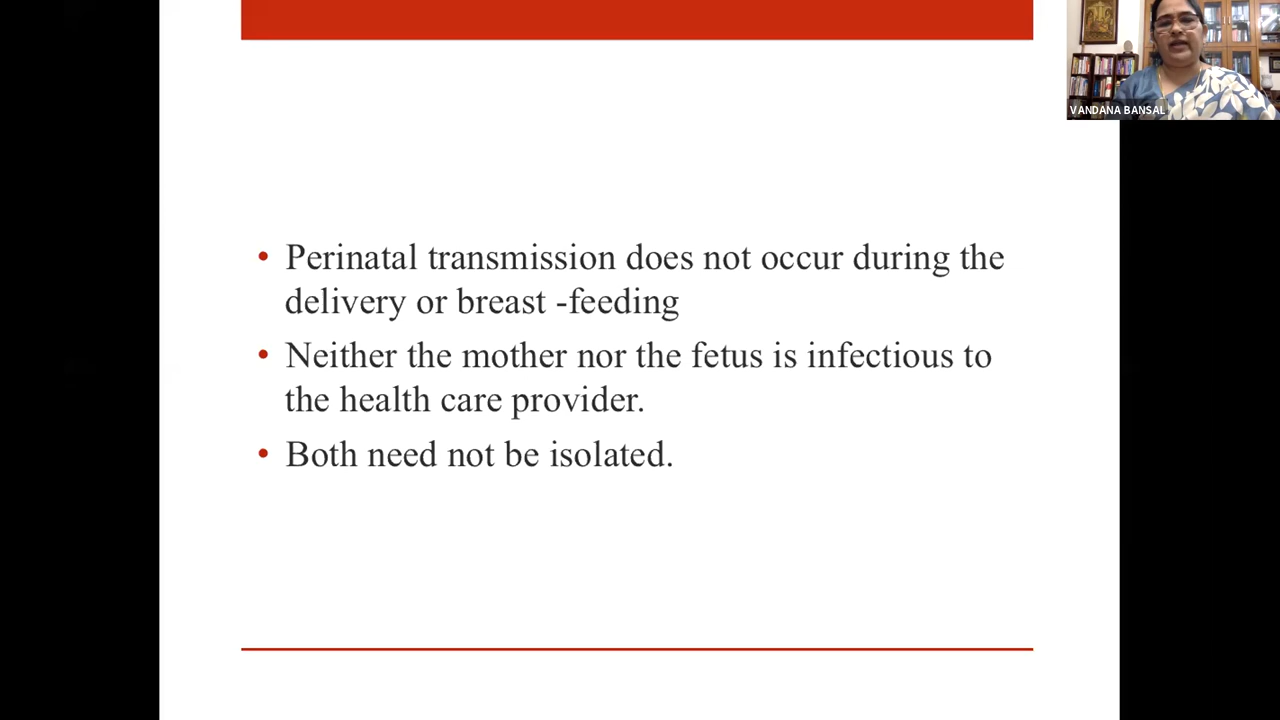 VANDANA BANSAL
• Perinatal transmission does not occur during the
delivery or breast -feeding
• Neither the mother nor the fetus is infectious to
the health care provider.
• Both need not be isolated.